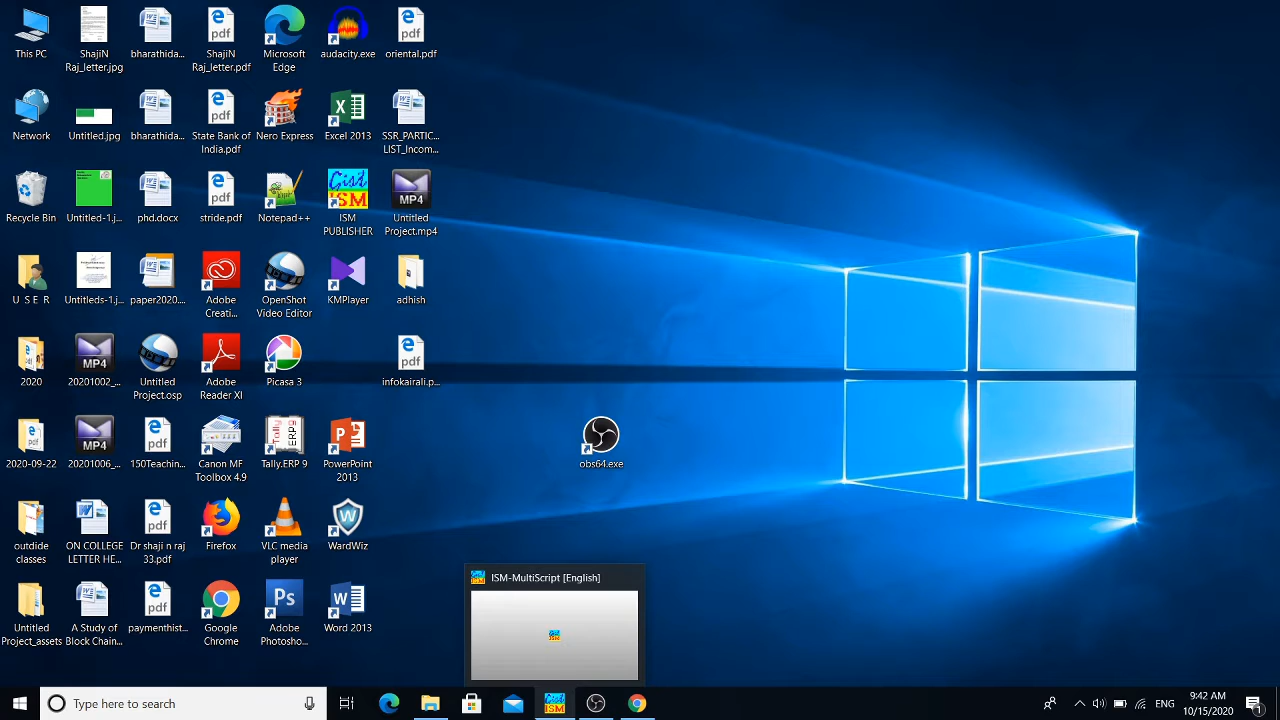 This PC
ShajiN
Raj_letter.jpg
bharathida...
ShajiN
Raj_letter.pdf
Microsoft
Edge
audacity.exe
oriental.pdf
Network
Untitled.jpg
bharathida...
State Bank of
India.pdf
Nero Express
Excel 2013
SSR_PARTIC...
LIST_Incom...
Recycle Bin
Untitled-1.j...
phd.docx
stride.pdf
Notepad++
ISM
PUBLISHER
Untitled
Project.mp4
U S E R
Untitleds-1.j...
paper2020....
Adobe
Creati...
OpenShot
Video Editor
KMPlayer
adhish
2020
20201002_...
Untitled
Project.osp
Adobe
Reader XI
Picasa 3
infokairali.p...
2020-09-22
20201006_...
150Teachin...
Canon MF
Toolbox 4.9
Tally.ERP 9
PowerPoint
2013
obs64.exe
outdide
classes
ON COLLEGE
LETTER HE...
Dr shaji n raj
33.pdf
Firefox
VLC media
player
WardWiz
Untitled
Project_assets
A Study of
Block Chain...
paymenthist...
Google
Chrome
Adobe
Photosho...
Word 2013
[English]
Type here to search
ENG
9:42 AM
10/15/2020